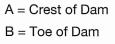 A = Crest of Dam
B = Toe of Dam